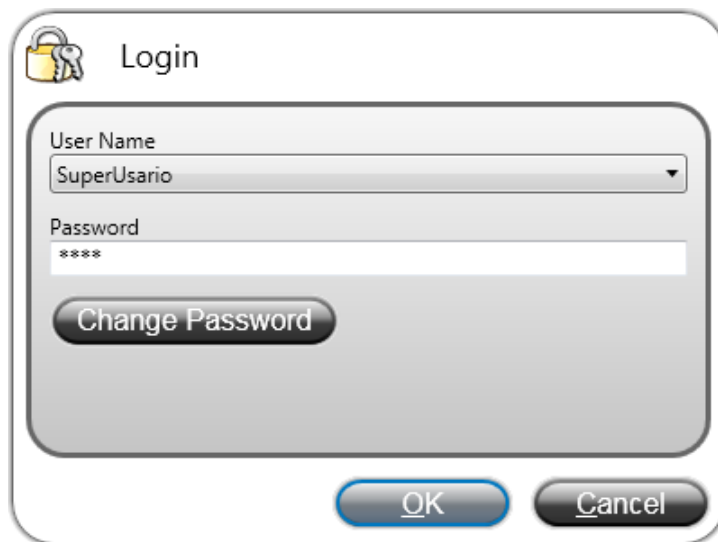 Login
User Name
SuperUsario
Password
****
Change Password
OK
Cancel